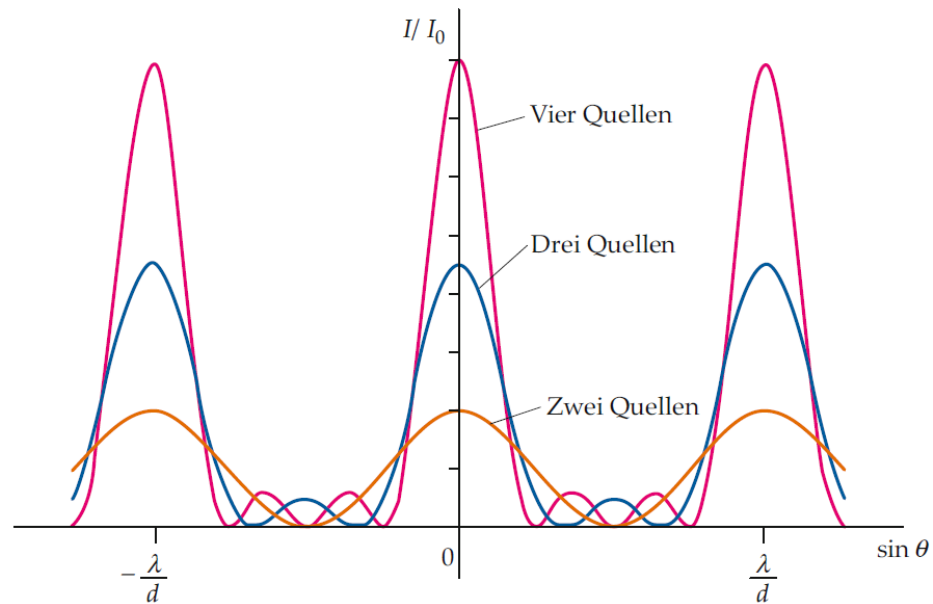 I/ I₀
Vier Quellen
Drei Quellen
Zwei Quellen
0
sin θ
− λ/d
λ/d